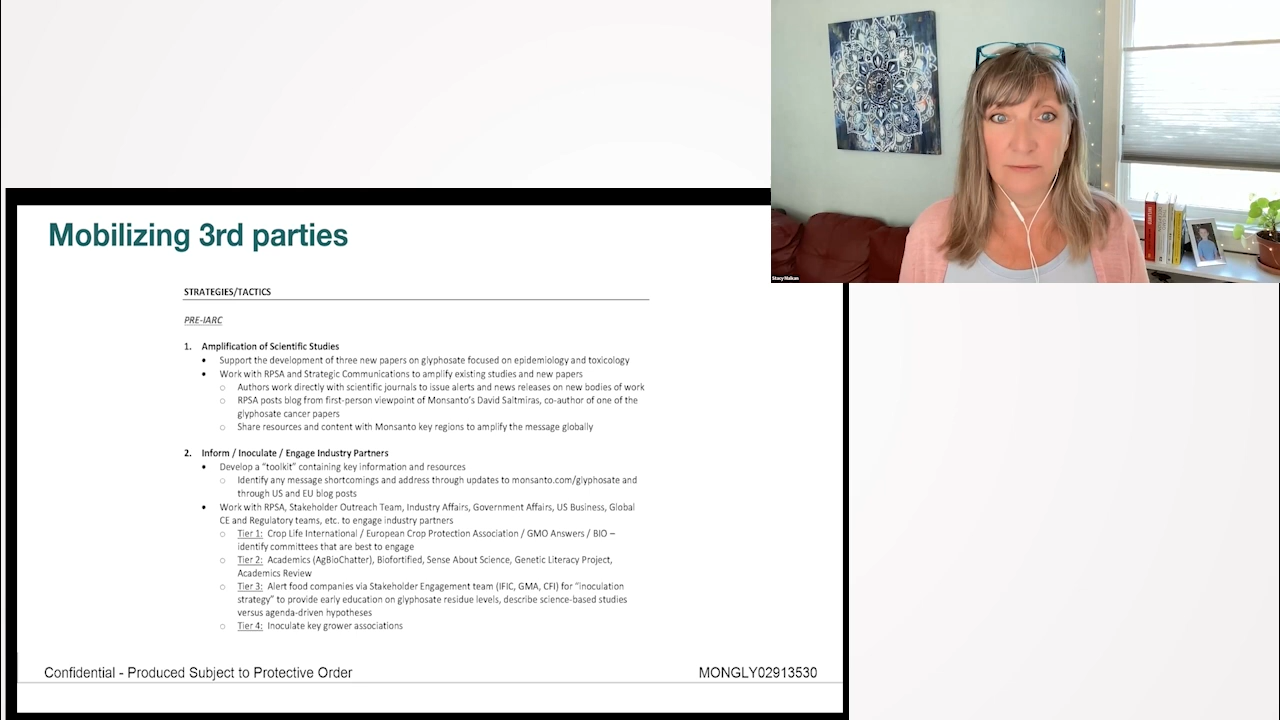 Mobilizing 3rd parties
STRATEGIES/TACTICS
PRE-IARC
1. Amplification of Scientific Studies
• Support the development of three new papers on glyphosate focused on epidemiology and toxicology
• Work with RPSA and Strategic Communications to amplify existing studies and new papers
○ Authors work directly with scientific journals to issue alerts and news releases on new bodies of work
○ RPSA posts blog from first-person viewpoint of Monsanto's David Saltmiras, co-author of one of the
glyphosate cancer papers
○ Share resources and content with Monsanto key regions to amplify the message globally
2. Inform / Inoculate / Engage Industry Partners
• Develop a "toolkit" containing key information and resources
○ Identify any message shortcomings and address through updates to monsanto.com/glyphosate and
through US and EU blog posts
• Work with RPSA, Stakeholder Outreach Team, Industry Affairs, Government Affairs, US Business, Global
CE and Regulatory teams, etc. to engage industry partners
○ Tier 1: Crop Life International / European Crop Protection Association / GMO Answers / BIO –
identify committees that are best to engage
○ Tier 2: Academics (AgBioChatter), Biofortified, Sense About Science, Genetic Literacy Project,
Academics Review
○ Tier 3: Alert food companies via Stakeholder Engagement team (IFIC, GMA, CFI) for "inoculation
strategy" to provide early education on glyphosate residue levels, describe science-based studies
versus agenda-driven hypotheses
○ Tier 4: Inoculate key grower associations
Confidential - Produced Subject to Protective Order MONGLY02913530
Stacy Malkan